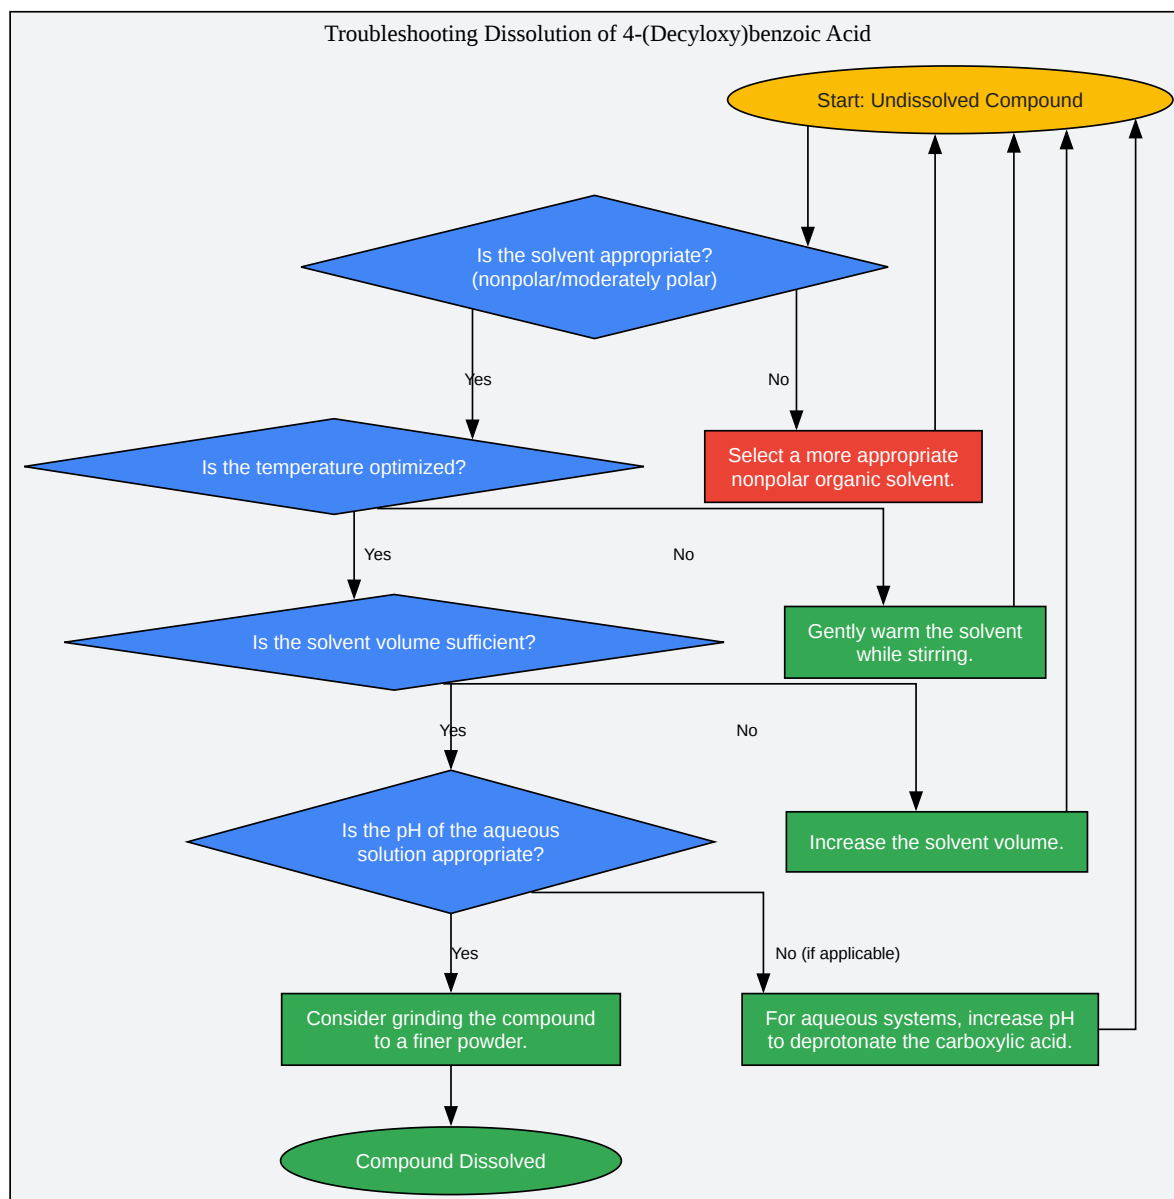 Troubleshooting Dissolution of 4-(Decyloxy)benzoic Acid
Start: Undissolved Compound
Is the solvent appropriate?
(nonpolar/moderately polar)
Yes
No
Is the temperature optimized?
Select a more appropriate
nonpolar organic solvent.
Yes
No
Is the solvent volume sufficient?
Gently warm the solvent
while stirring.
Yes
No
Is the pH of the aqueous
solution appropriate?
Increase the solvent volume.
Yes
No (if applicable)
Consider grinding the compound
to a finer powder.
For aqueous systems, increase pH
to deprotonate the carboxylic acid.
Compound Dissolved